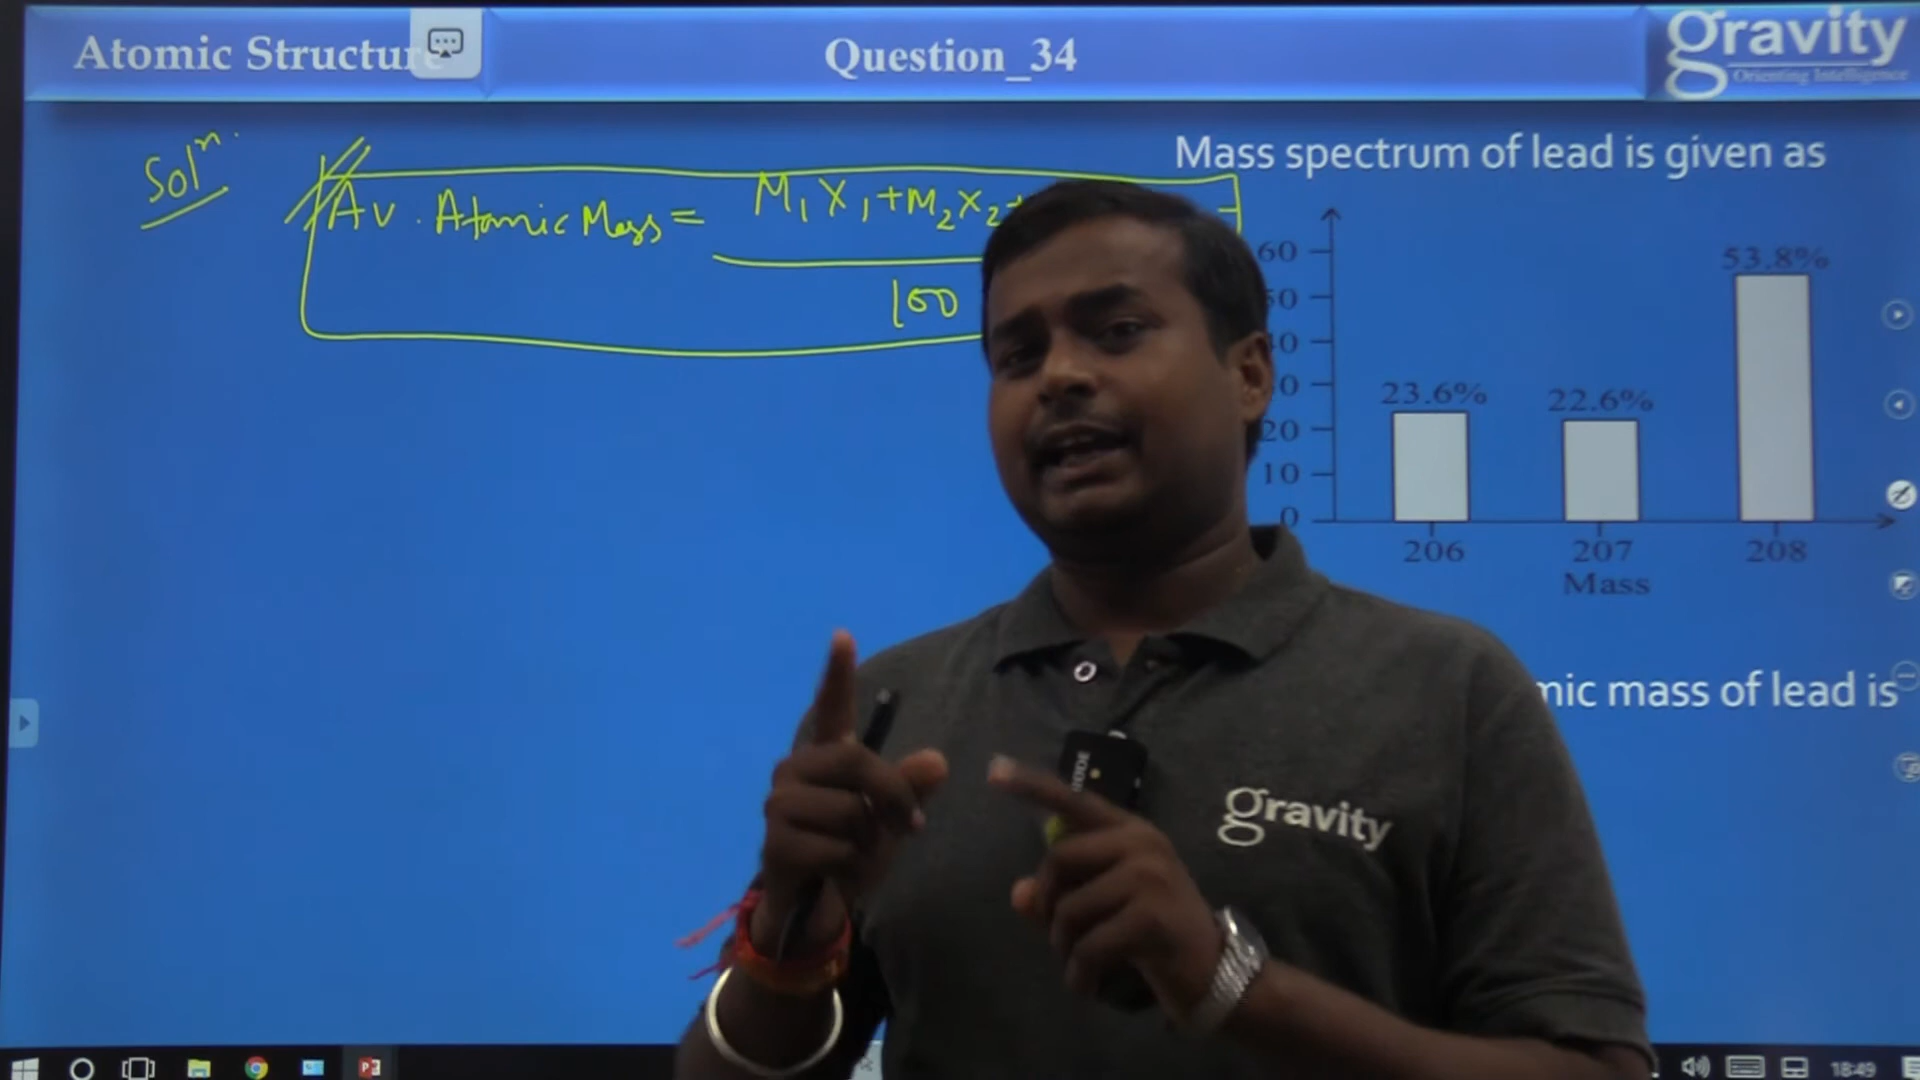 Atomic Structure
Question_34
gravity
Orienting Intelligence
Solⁿ.
Av. Atomic Mass = M₁X₁+M₂X₂+
100
Mass spectrum of lead is given as
60
53.8%
23.6%
22.6%
20
10
0
206 207 208
Mass
mass of lead is
gravity
18:49